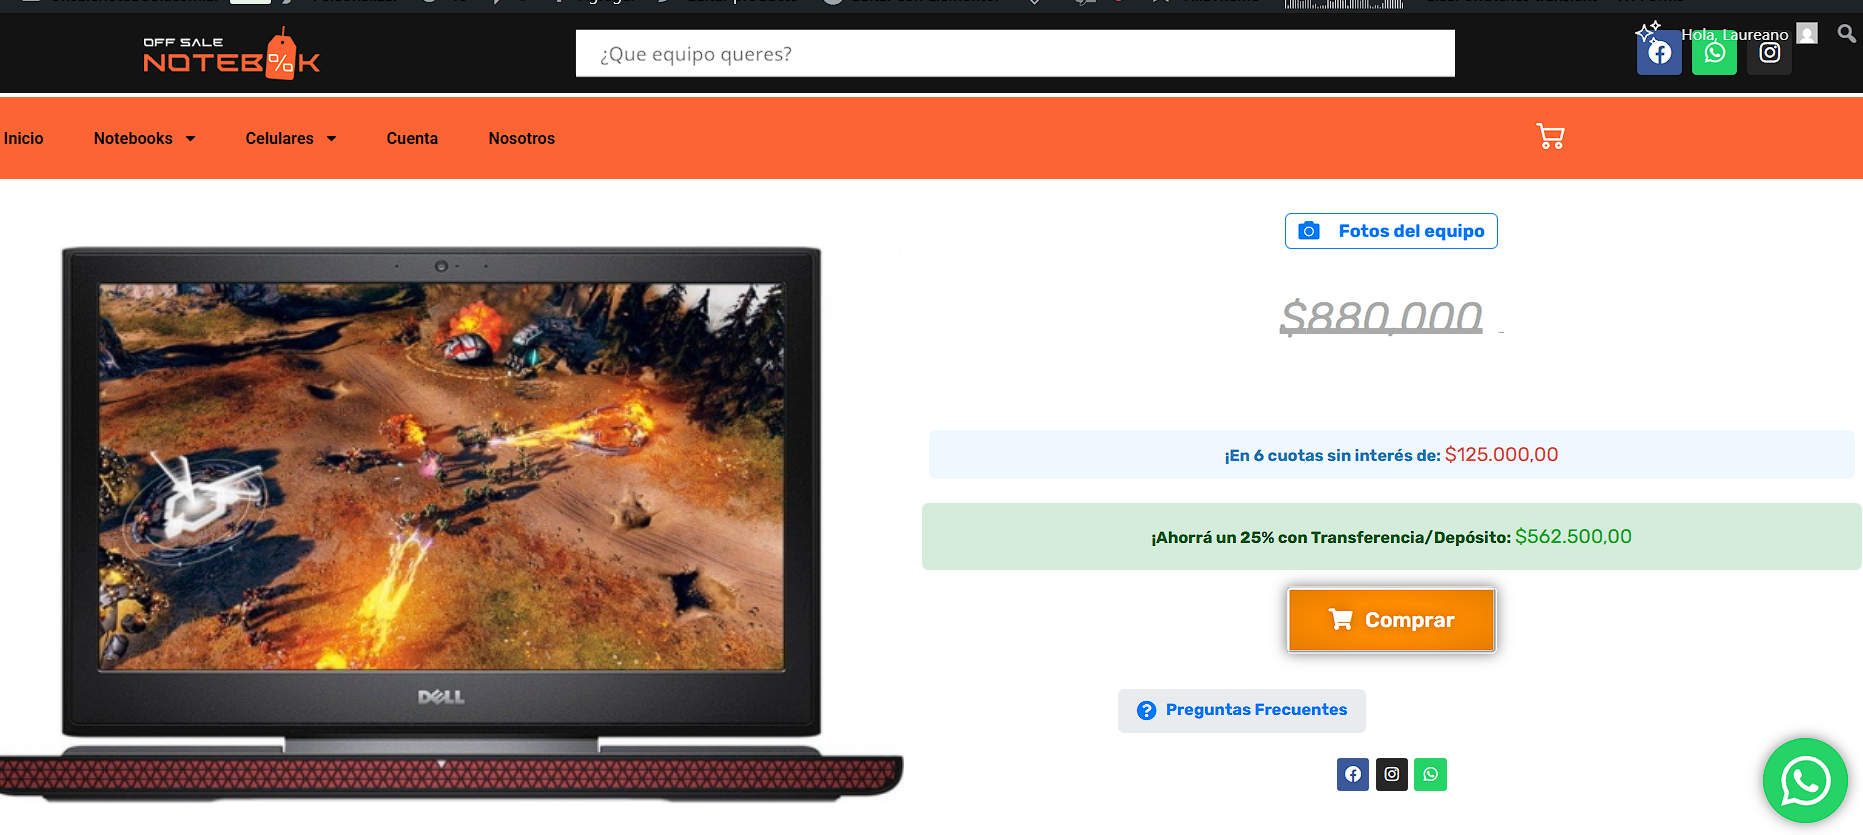 Hola, Laureano
OFF SALE
NOTEBOOK
%
¿Que equipo queres?
Inicio
Notebooks
Celulares
Cuenta
Nosotros
Fotos del equipo
$880,000
¡En 6 cuotas sin interés de: $125.000,00
¡Ahorrá un 25% con Transferencia/Depósito: $562.500,00
Comprar
Preguntas Frecuentes
DELL